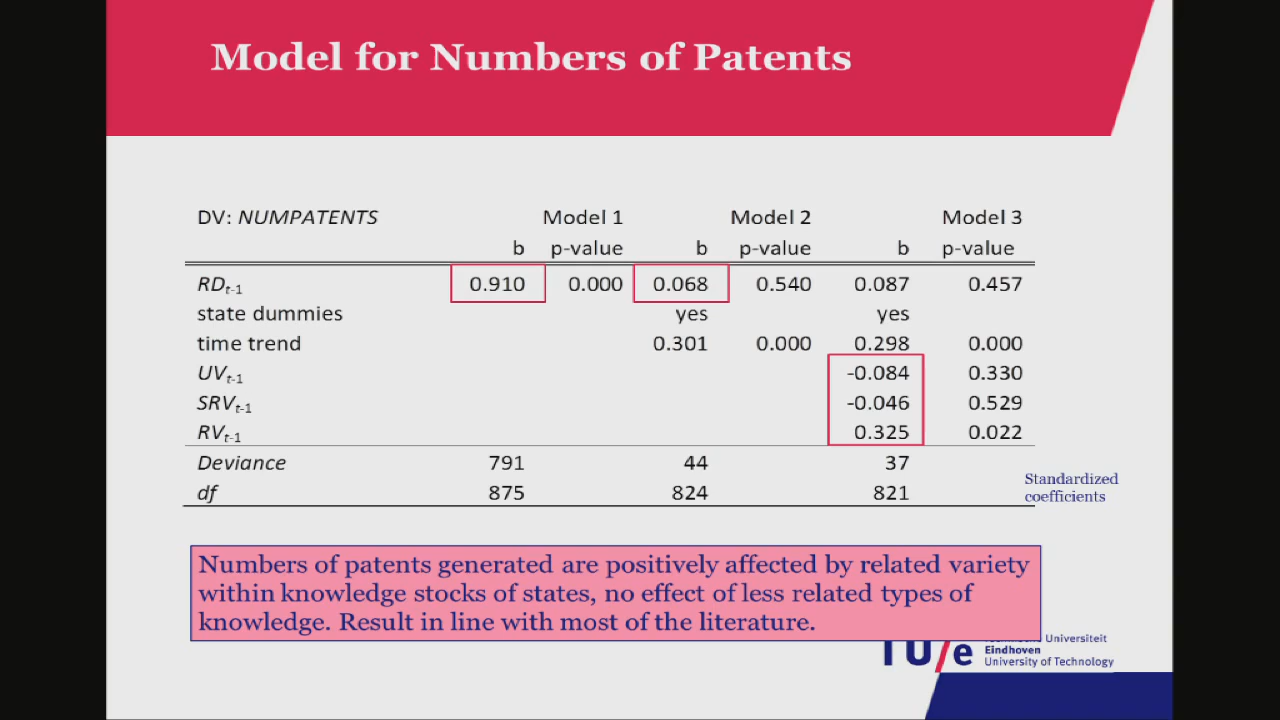 Model for Numbers of Patents
DV: NUMPATENTS Model 1 Model 2 Model 3
b p-value b p-value b p-value
RDt-1 0.910 0.000 0.068 0.540 0.087 0.457
state dummies yes yes
time trend 0.301 0.000 0.298 0.000
UVt-1 -0.084 0.330
SRVt-1 -0.046 0.529
RVt-1 0.325 0.022
Deviance 791 44 37
df 875 824 821
Standardized
coefficients
Numbers of patents generated are positively affected by related variety
within knowledge stocks of states, no effect of less related types of
knowledge. Result in line with most of the literature.
TU/e
Universiteit
Eindhoven
University of Technology